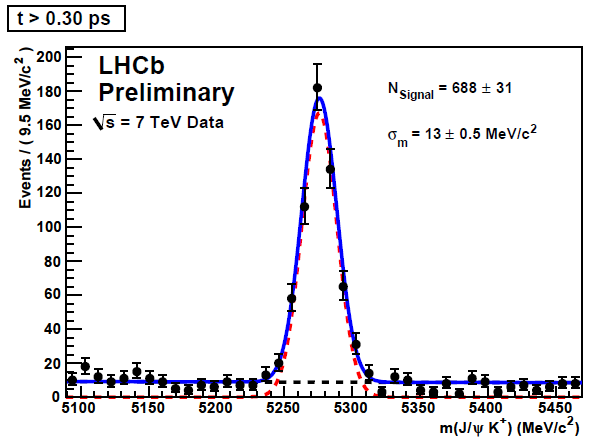 t > 0.30 ps
LHCb
Preliminary
√s = 7 TeV Data
N_Signal = 688 ± 31
σ_m = 13 ± 0.5 MeV/c²
Events / ( 9.5 MeV/c² )
200
180
160
140
120
100
80
60
40
20
0
5100 5150 5200 5250 5300 5350 5400 5450
m(J/ψ K⁺) (MeV/c²)